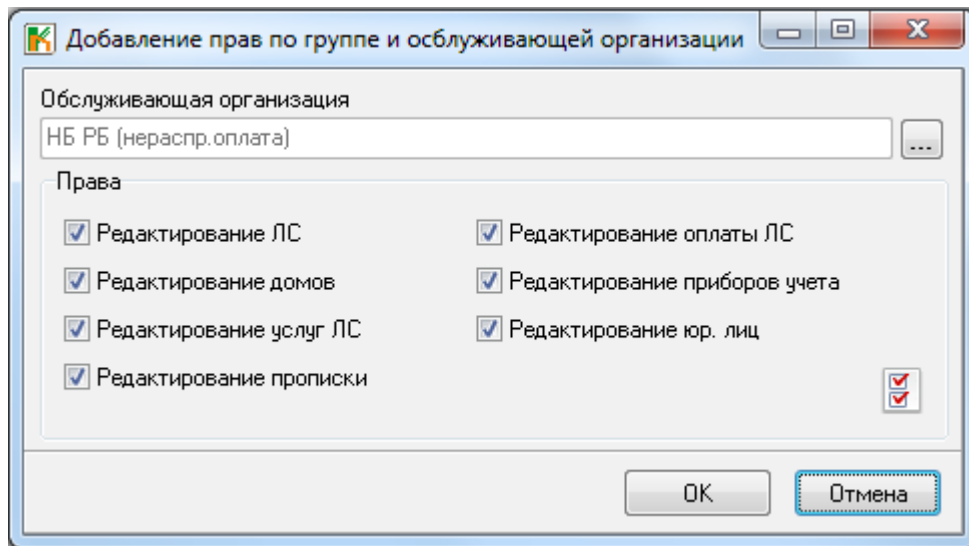 Добавление прав по группе и осблуживающей организации
Обслуживающая организация
НБ РБ (нераспр.оплата)
...
Права
Редактирование ЛС
Редактирование оплаты ЛС
Редактирование домов
Редактирование приборов учета
Редактирование услуг ЛС
Редактирование юр. лиц
Редактирование прописки
OK
Отмена